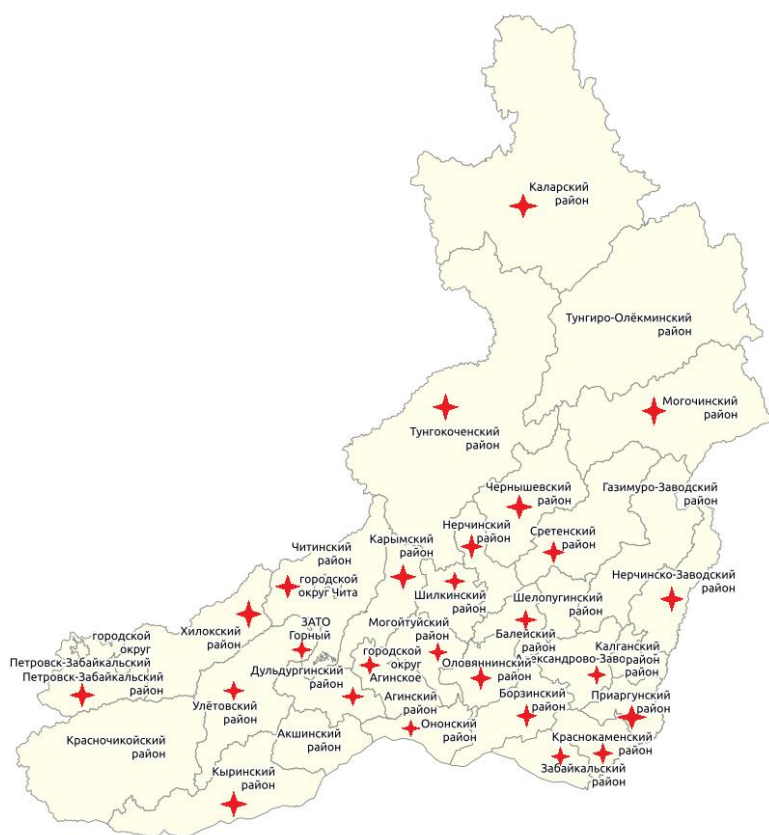 Каларский
район
Тунгиро-Олёкминский
район
Могочинский
район
Тунгокоченский
район
Чернышевский
район
Газимуро-Заводский
район
Нерчинский
район
Сретенский
район
Карымский
район
Читинский
район
городской
округ Чита
Шилкинский
район
Шелопугинский
район
Нерчинско-Заводский
район
Хилокский
район
ЗАТО
Горный
Могойтуйский
район
Балейский
район
Калганский
район
городской
округ
Петровск-Забайкальский
Петровск-Забайкальский
район
городской
округ
Агинское
Оловяннинский
район
район
Дульдургинский
район
Приаргунский
район
Улётовский
район
Агинский
район
Борзинский
район
Красночикойский
район
Акшинский
район
Ононский
район
Краснокаменский
район
Забайкальский
район
Кыринский
район